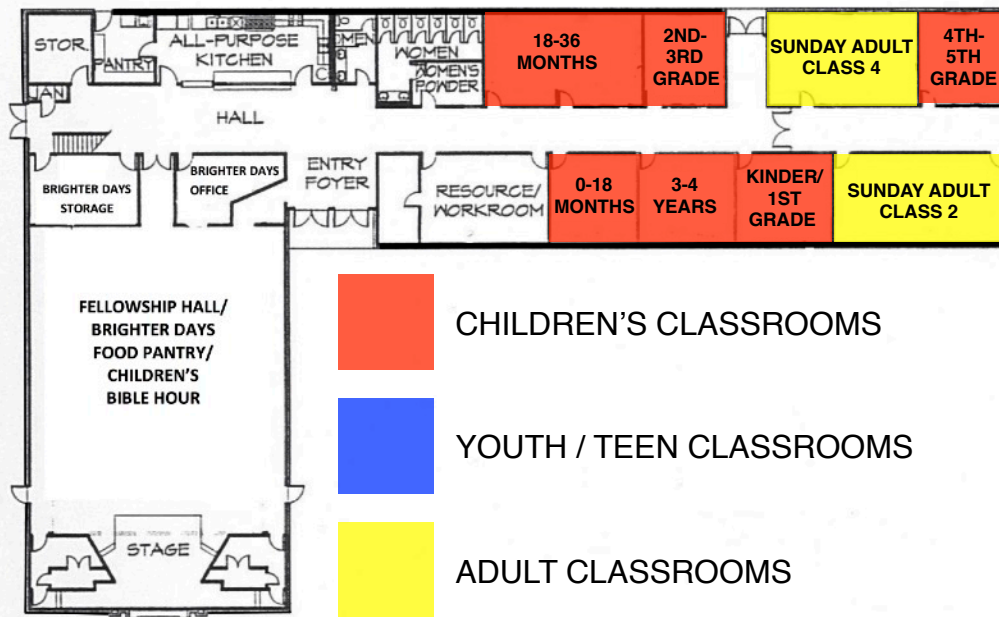 STOR.
PANTRY
ALL-PURPOSE
KITCHEN
MEN
WOMEN
WOMEN'S
POWDER
18-36
MONTHS
2ND-
3RD
GRADE
SUNDAY ADULT
CLASS 4
4TH-
5TH
GRADE
JAN
HALL
BRIGHTER DAYS
STORAGE
BRIGHTER DAYS
OFFICE
ENTRY
FOYER
RESOURCE/
WORKROOM
0-18
MONTHS
3-4
YEARS
KINDER/
1ST
GRADE
SUNDAY ADULT
CLASS 2
FELLOWSHIP HALL/
BRIGHTER DAYS
FOOD PANTRY/
CHILDREN'S
BIBLE HOUR
STAGE
CHILDREN'S CLASSROOMS
YOUTH / TEEN CLASSROOMS
ADULT CLASSROOMS